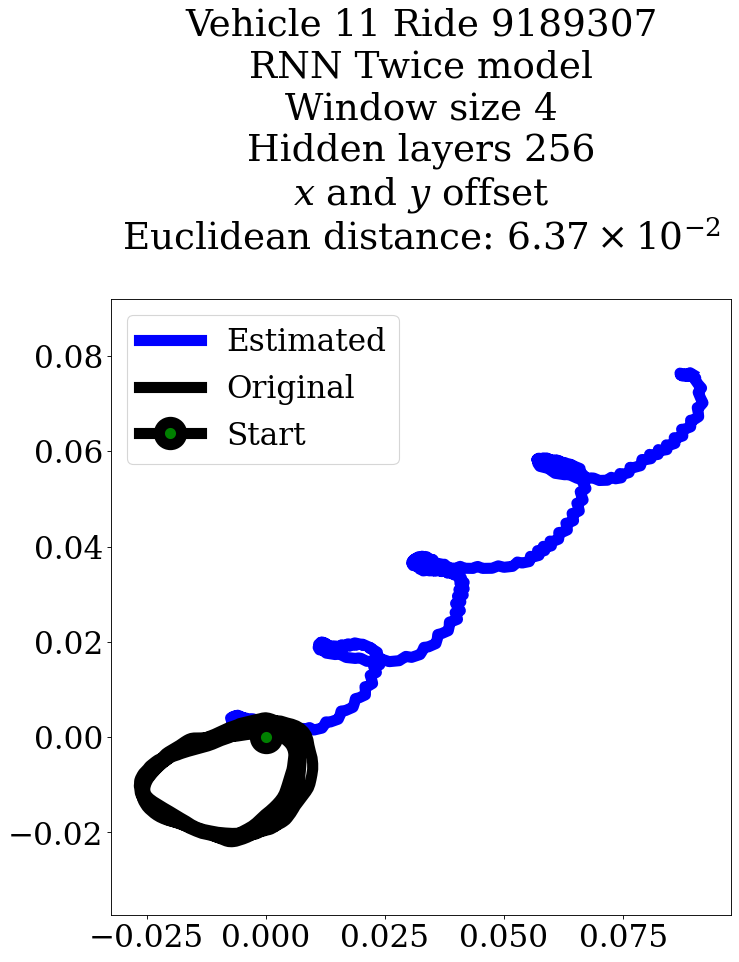 Vehicle 11 Ride 9189307
RNN Twice model
Window size 4
Hidden layers 256
x and y offset
Euclidean distance: 6.37 × 10⁻²
Estimated
Original
Start
0.08
0.06
0.04
0.02
0.00
−0.02
−0.025 0.000 0.025 0.050 0.075